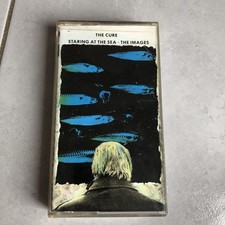 THE CURE
STARING AT THE SEA - THE IMAGES